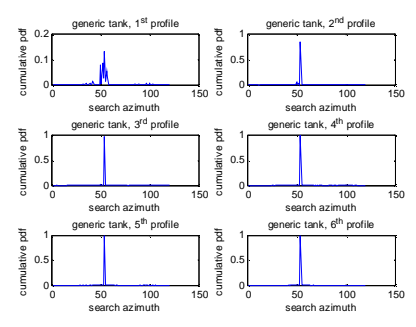 generic tank, 1st profile
cumulative pdf
0.2
0.1
0
0 50 100 150
search azimuth
generic tank, 2nd profile
cumulative pdf
1
0.5
0
0 50 100 150
search azimuth
generic tank, 3rd profile
cumulative pdf
1
0.5
0
0 50 100 150
search azimuth
generic tank, 4th profile
cumulative pdf
1
0.5
0
0 50 100 150
search azimuth
generic tank, 5th profile
cumulative pdf
1
0.5
0
0 50 100 150
search azimuth
generic tank, 6th profile
cumulative pdf
1
0.5
0
0 50 100 150
search azimuth